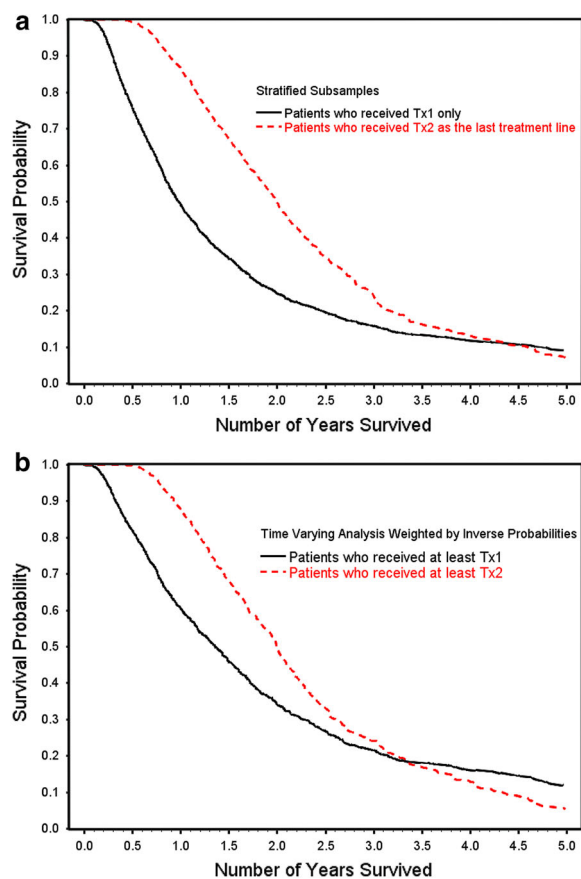 a
1.0
0.9
0.8
0.7
0.6
0.5
0.4
0.3
0.2
0.1
0.0
Survival Probability
Stratified Subsamples
Patients who received Tx1 only
Patients who received Tx2 as the last treatment line
0.0 0.5 1.0 1.5 2.0 2.5 3.0 3.5 4.0 4.5 5.0
Number of Years Survived
b
1.0
0.9
0.8
0.7
0.6
0.5
0.4
0.3
0.2
0.1
0.0
Survival Probability
Time Varying Analysis Weighted by Inverse Probabilities
Patients who received at least Tx1
Patients who received at least Tx2
0.0 0.5 1.0 1.5 2.0 2.5 3.0 3.5 4.0 4.5 5.0
Number of Years Survived